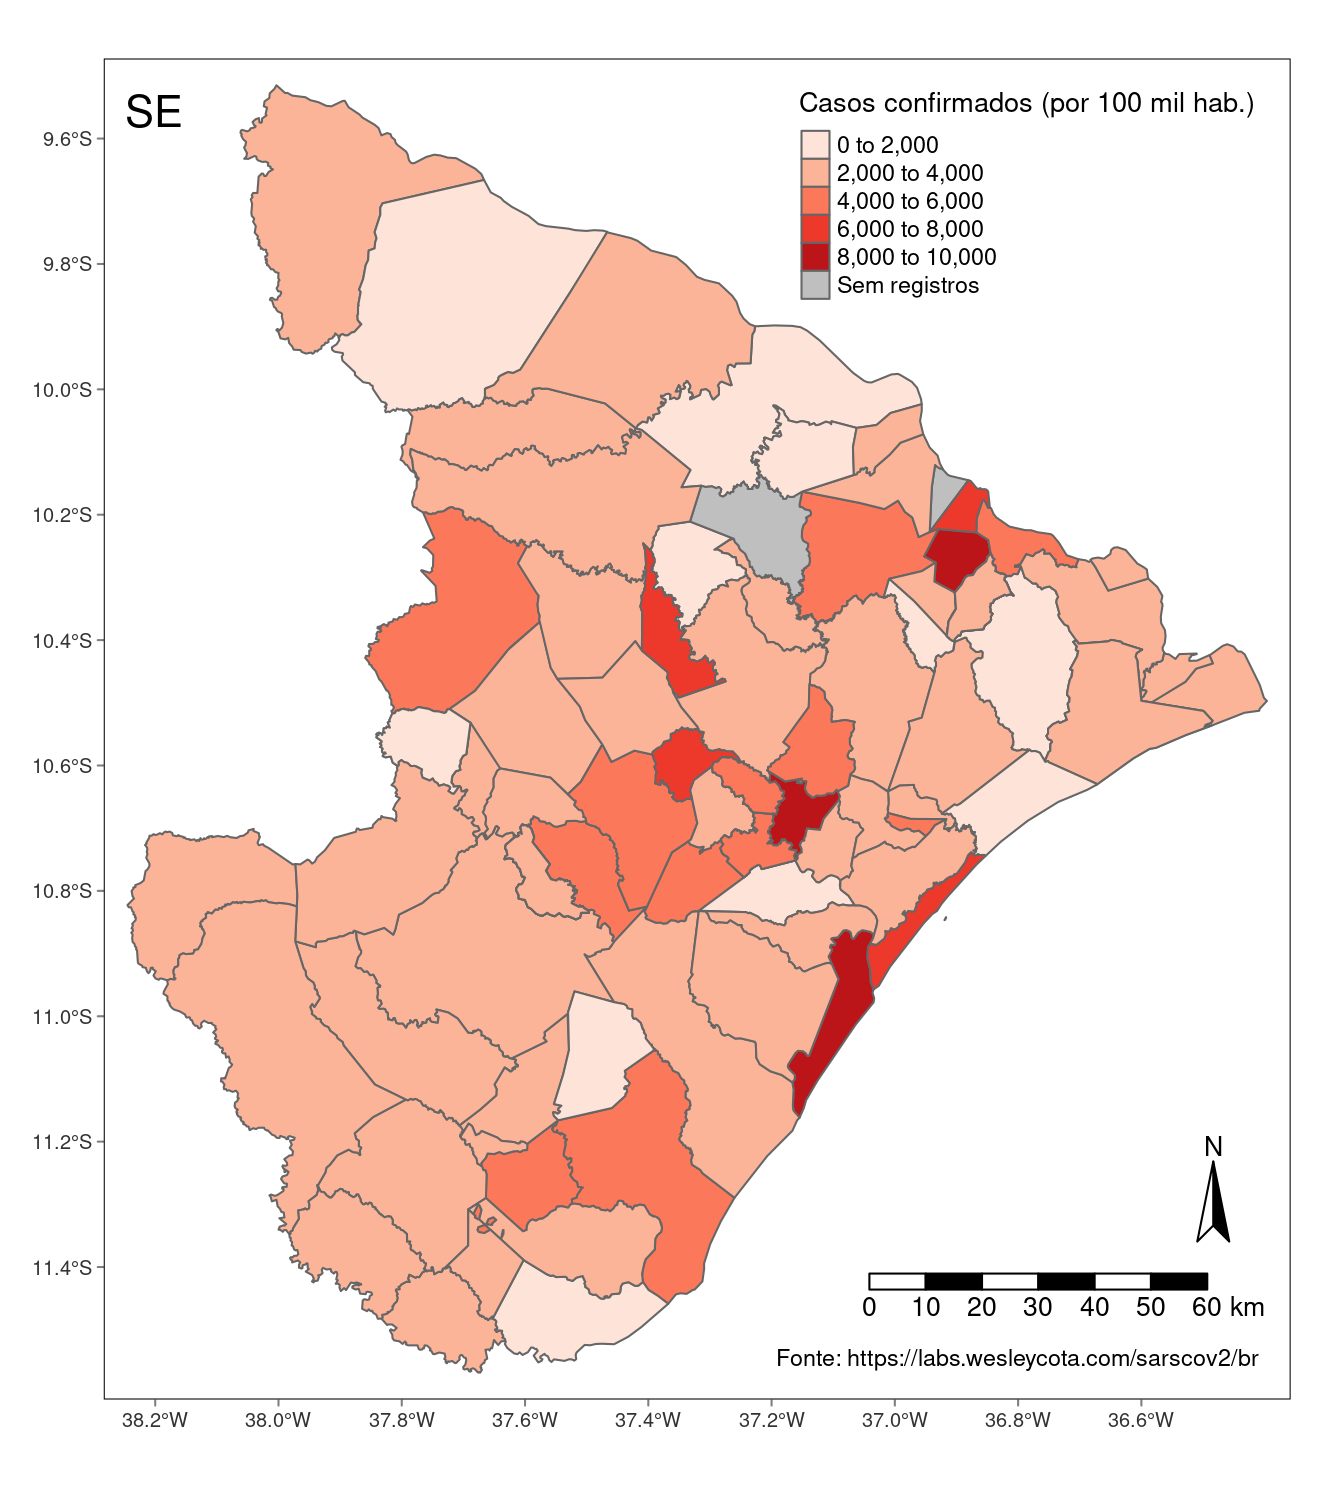 SE
Casos confirmados (por 100 mil hab.)
0 to 2,000
2,000 to 4,000
4,000 to 6,000
6,000 to 8,000
8,000 to 10,000
Sem registros
9.6°S
9.8°S
10.0°S
10.2°S
10.4°S
10.6°S
10.8°S
11.0°S
11.2°S
11.4°S
N
0 10 20 30 40 50 60 km
Fonte: https://labs.wesleycota.com/sarscov2/br
38.2°W 38.0°W 37.8°W 37.6°W 37.4°W 37.2°W 37.0°W 36.8°W 36.6°W